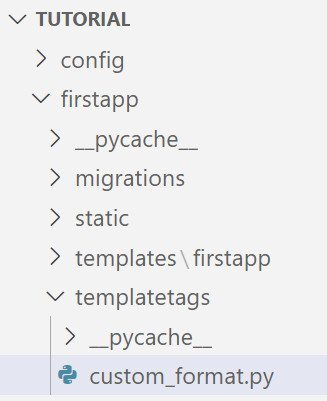 TUTORIAL
config
firstapp
__pycache__
migrations
static
templates\firstapp
templatetags
__pycache__
custom_format.py